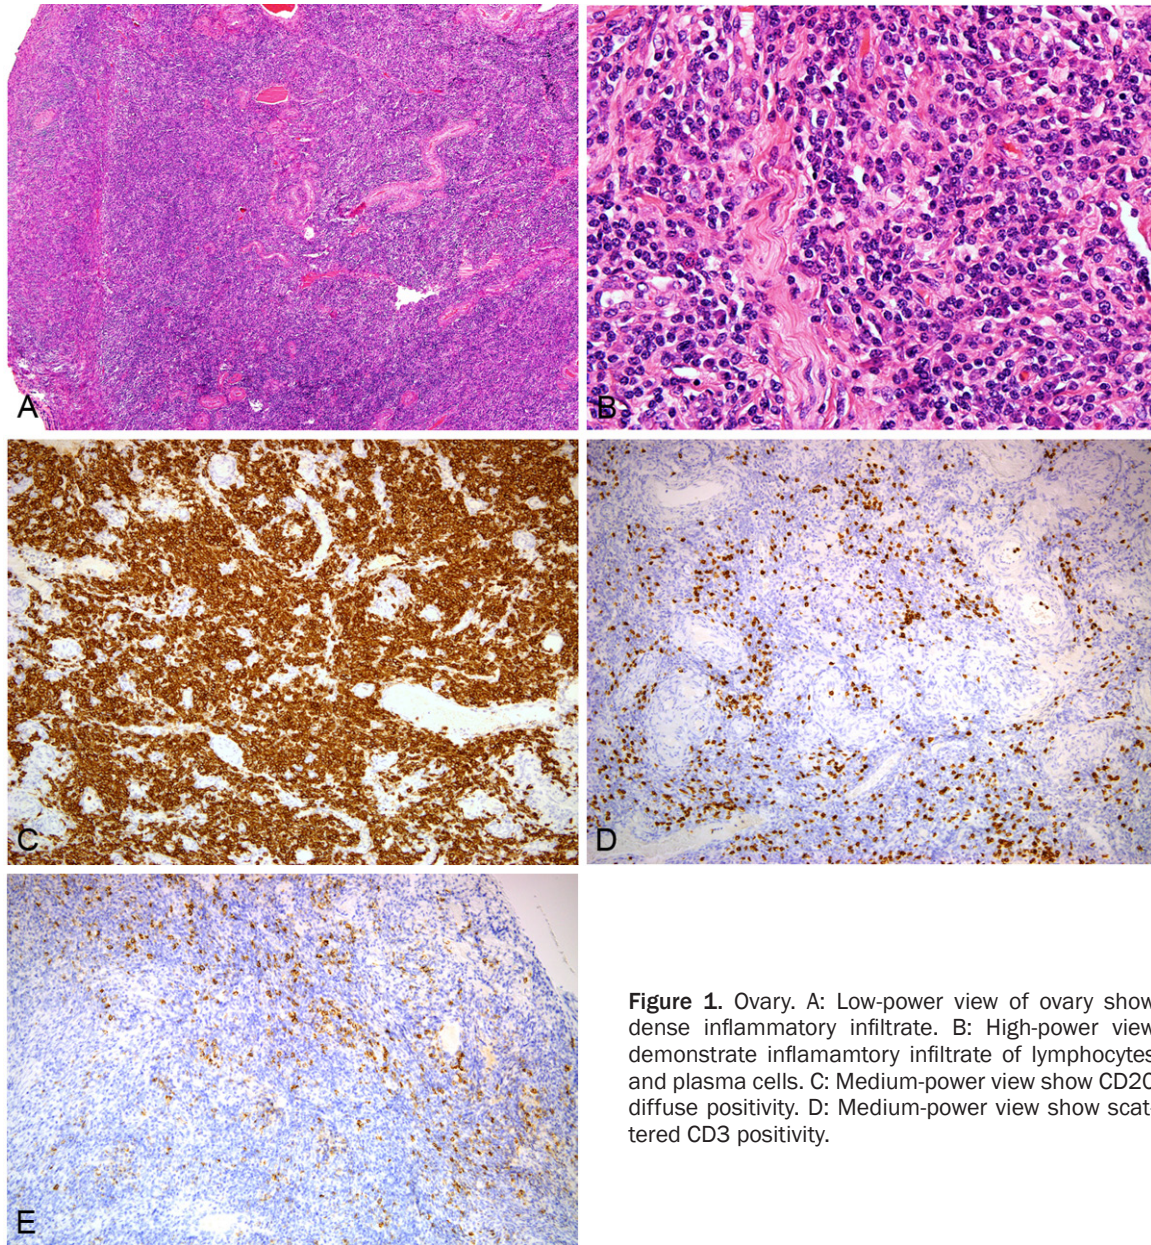 A
B
C
D
E
Figure 1. Ovary. A: Low-power view of ovary show
dense inflammatory infiltrate. B: High-power view
demonstrate inflamamtory infiltrate of lymphocytes
and plasma cells. C: Medium-power view show CD20
diffuse positivity. D: Medium-power view show scat-
tered CD3 positivity.